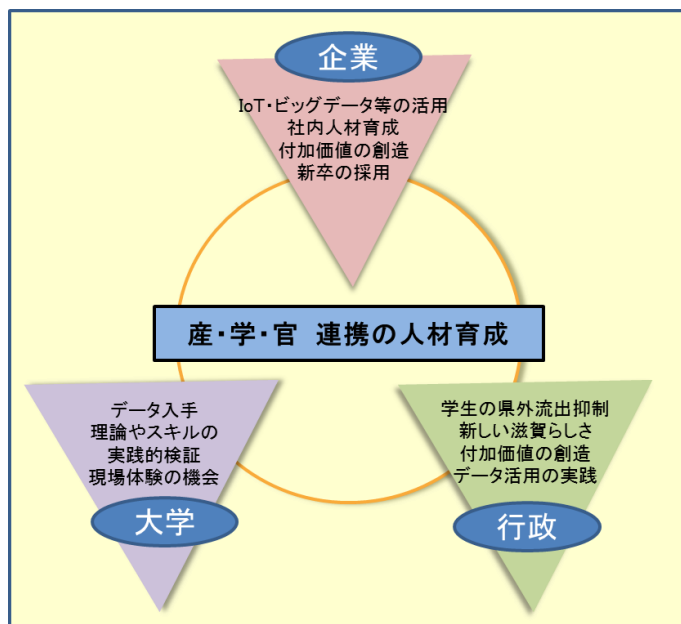 企業
IoT・ビッグデータ等の活用
社内人材育成
付加価値の創造
新卒の採用
産・学・官 連携の人材育成
データ入手
理論やスキルの
実践的検証
現場体験の機会
大学
学生の県外流出抑制
新しい滋賀らしさ
付加価値の創造
データ活用の実践
行政